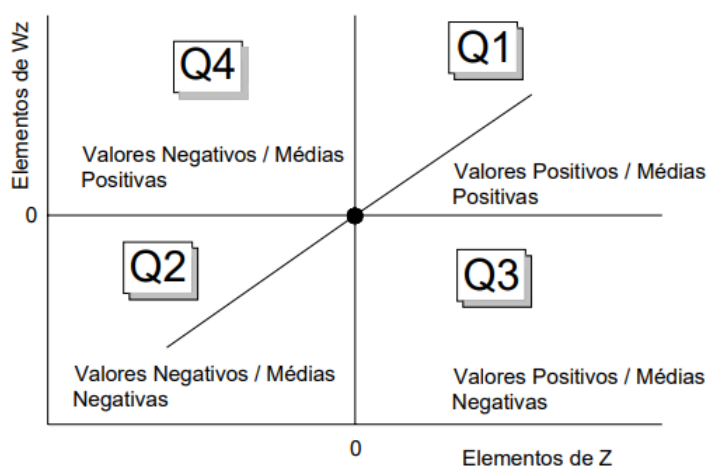 Elementos de Wz
Q4
Q1
Valores Negativos / Médias
Positivas
Valores Positivos / Médias
Positivas
0
Q2
Q3
Valores Negativos / Médias
Negativas
Valores Positivos / Médias
Negativas
0
Elementos de Z